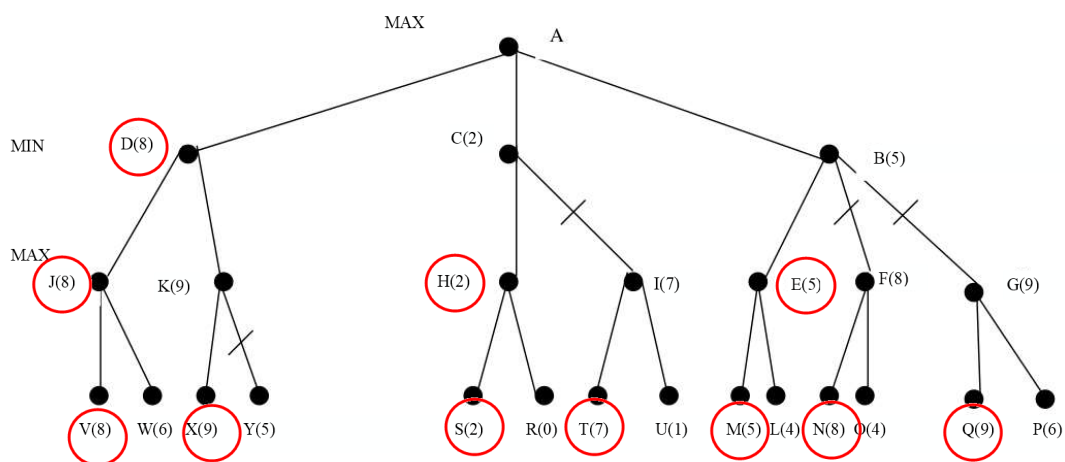 MAX
A
MIN
D(8)
C(2)
B(5)
MAX
J(8)
K(9)
H(2)
I(7)
E(5)
F(8)
G(9)
V(8)
W(6)
X(9)
Y(5)
S(2)
R(0)
T(7)
U(1)
M(5)
L(4)
N(8)
O(4)
Q(9)
P(6)